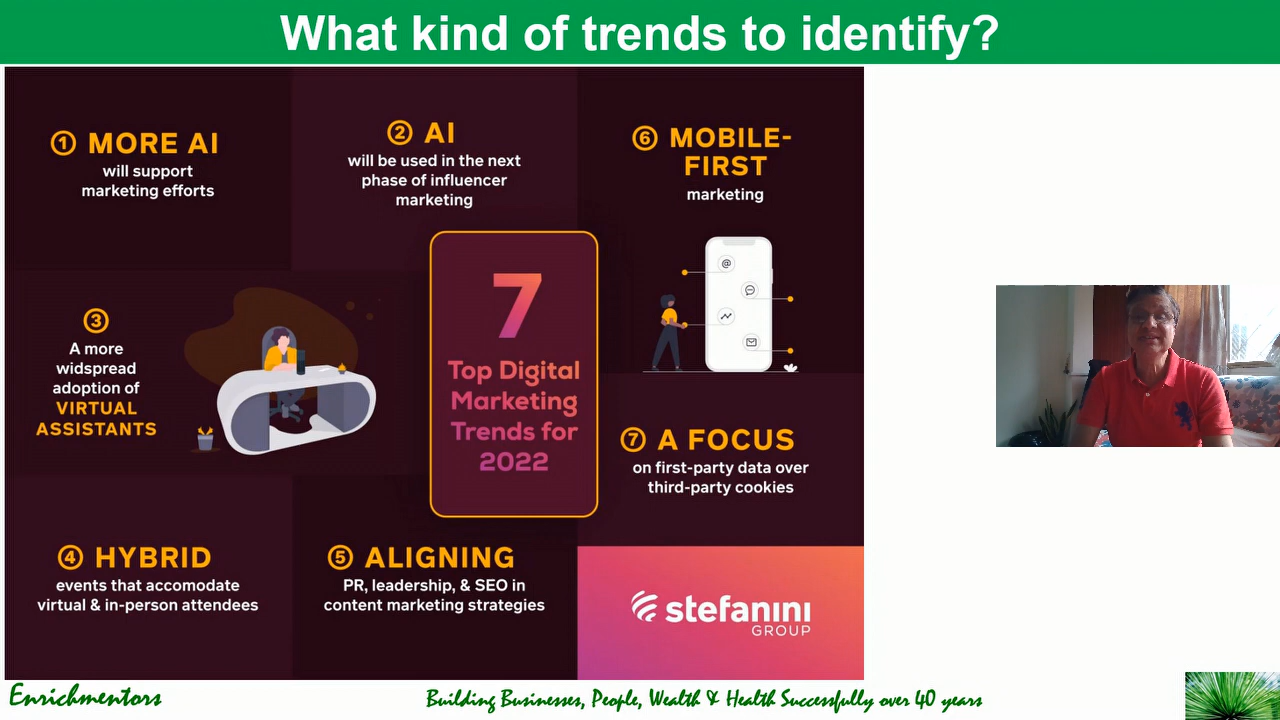 What kind of trends to identify?
① MORE AI
will support
marketing efforts
② AI
will be used in the next
phase of influencer
marketing
⑥ MOBILE-
FIRST
marketing
③
A more
widspread
adoption of
VIRTUAL
ASSISTANTS
7
Top Digital
Marketing
Trends for
2022
⑦ A FOCUS
on first-party data over
third-party cookies
④ HYBRID
events that accomodate
virtual & in-person attendees
⑤ ALIGNING
PR, leadership, & SEO in
content marketing strategies
stefanini
GROUP
Enrichmentors
Building Businesses, People, Wealth & Health Successfully over 40 years